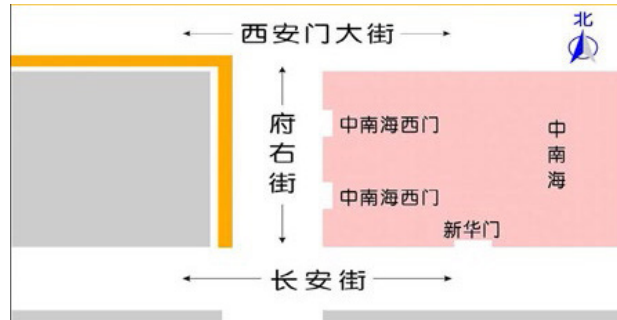 西安门大街
北
府右街
中南海西门
中南海
中南海西门
新华门
长安街